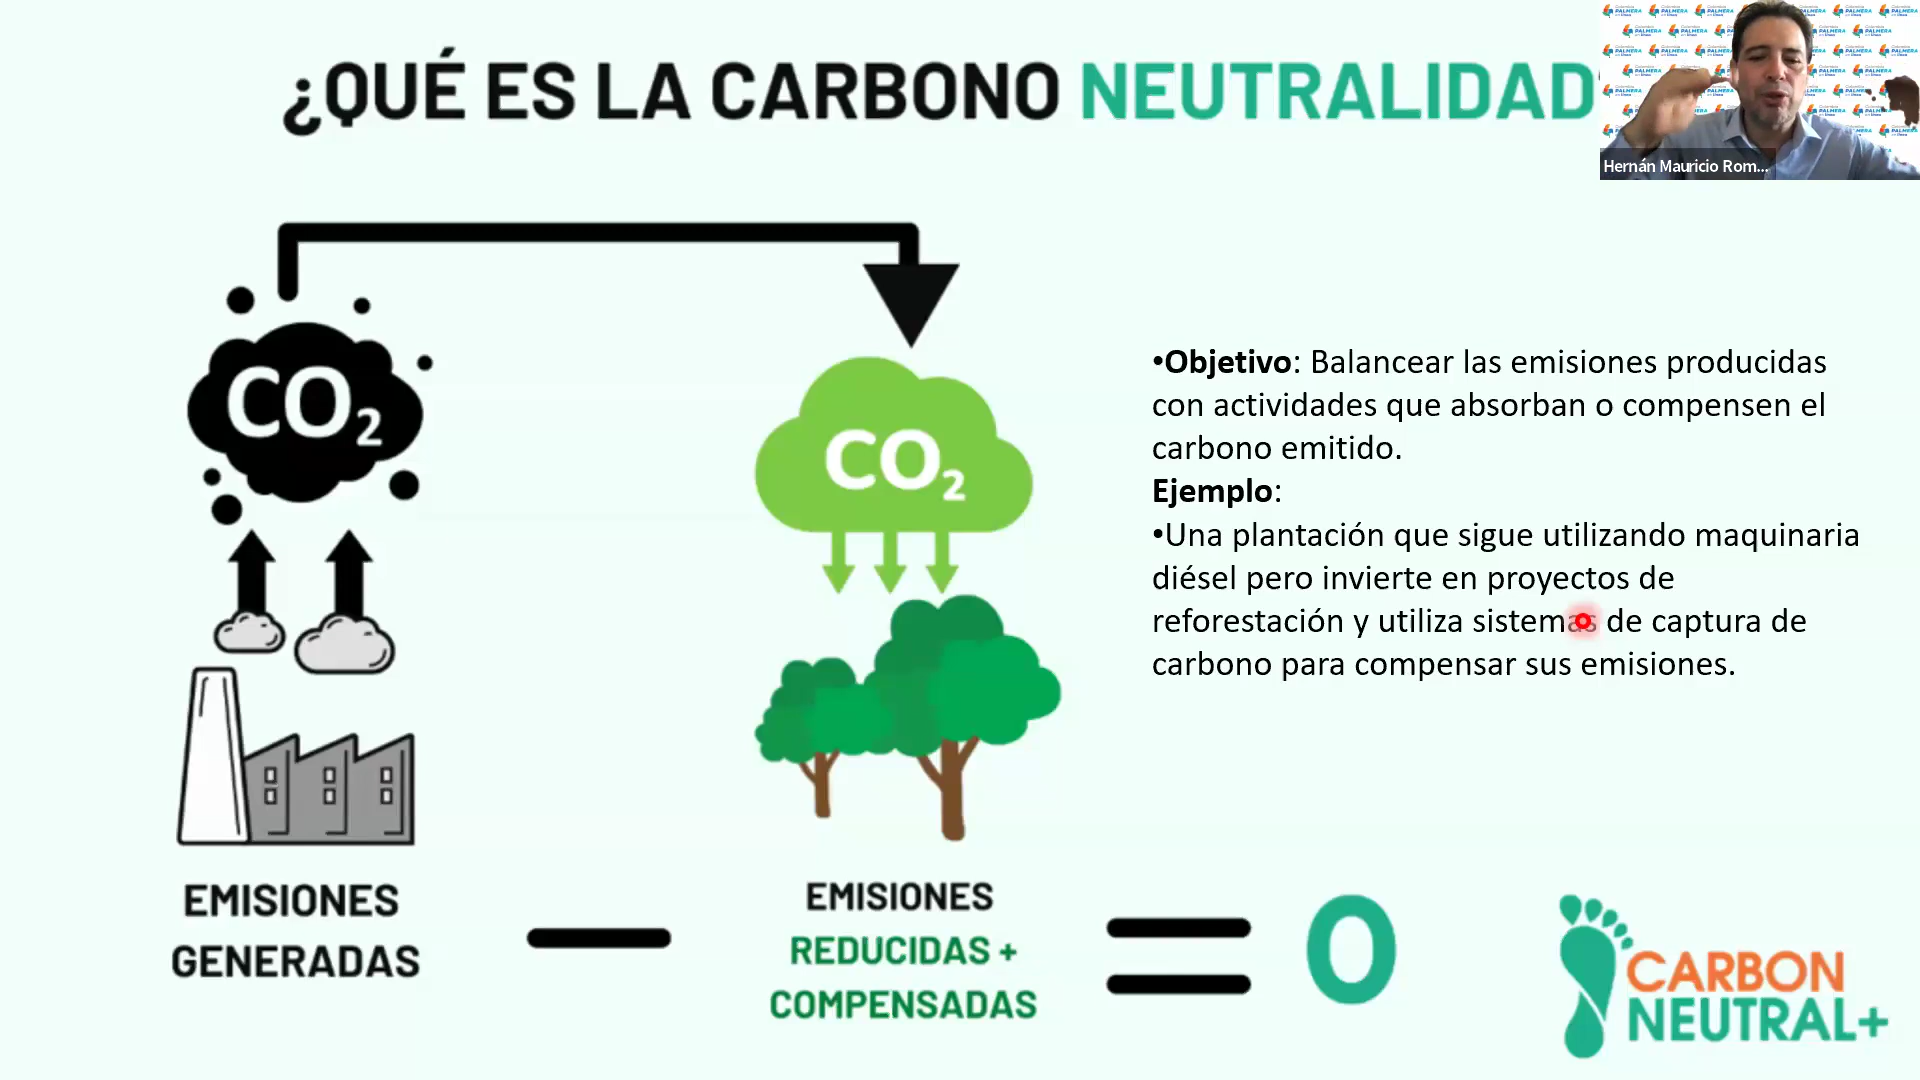 ¿QUÉ ES LA CARBONO NEUTRALIDAD
Hernán Mauricio Rom...
CO2
CO2
•Objetivo: Balancear las emisiones producidas
con actividades que absorban o compensen el
carbono emitido.
Ejemplo:
•Una plantación que sigue utilizando maquinaria
diésel pero invierte en proyectos de
reforestación y utiliza sistemas de captura de
carbono para compensar sus emisiones.
EMISIONES
GENERADAS
EMISIONES
REDUCIDAS +
COMPENSADAS
0
CARBON
NEUTRAL+